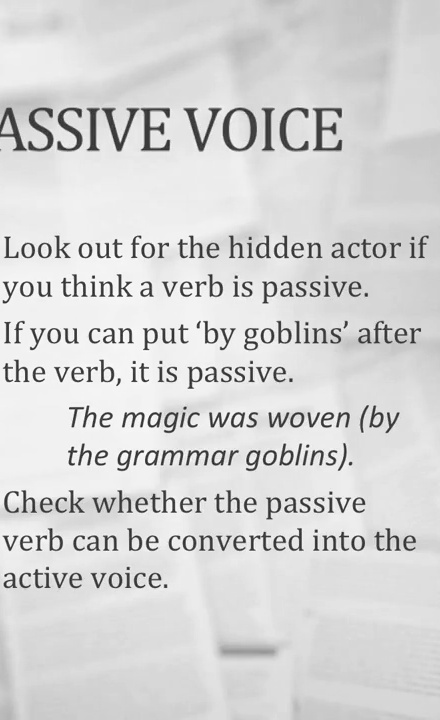 ASSIVE VOICE
Look out for the hidden actor if
you think a verb is passive.
If you can put ‘by goblins’ after
the verb, it is passive.
The magic was woven (by
the grammar goblins).
Check whether the passive
verb can be converted into the
active voice.